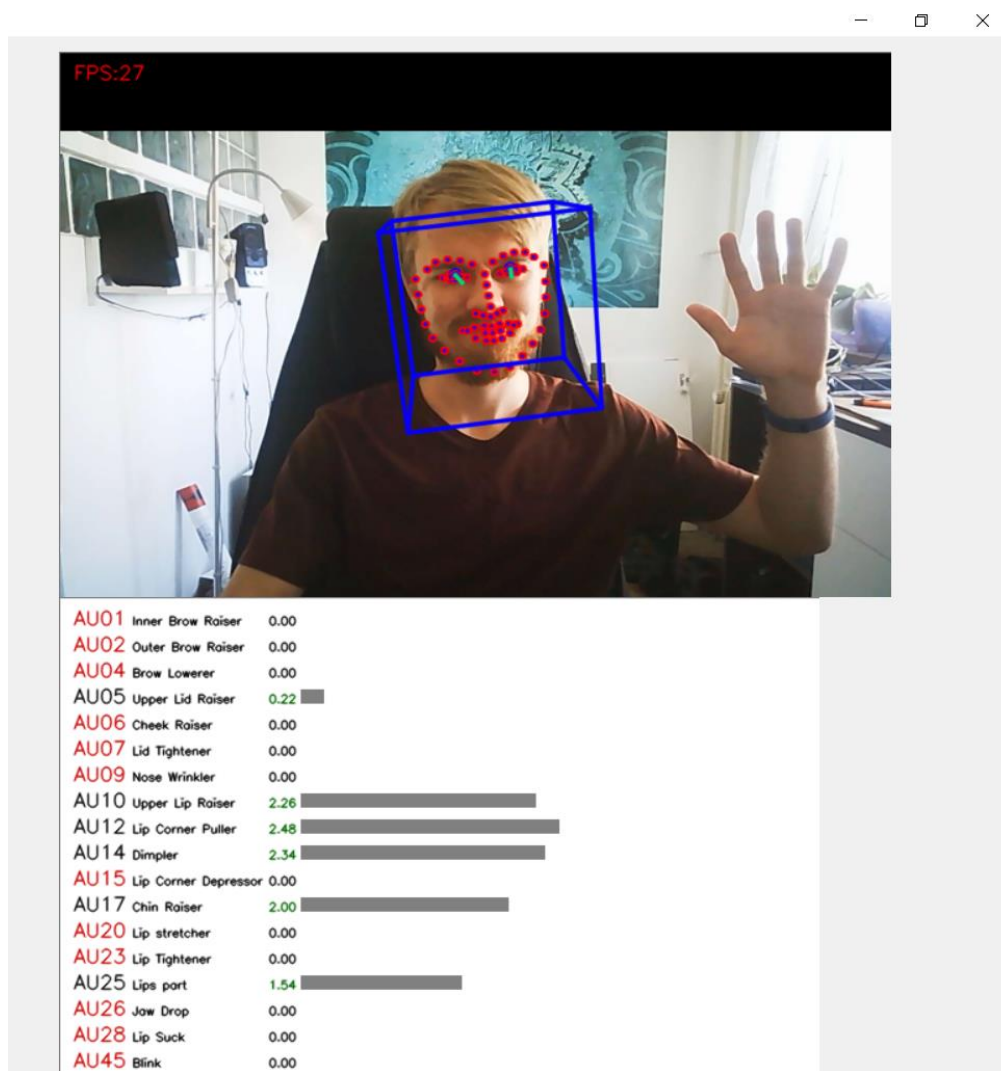 FPS:27
AU01 Inner Brow Raiser 0.00
AU02 Outer Brow Raiser 0.00
AU04 Brow Lowerer 0.00
AU05 Upper Lid Raiser 0.22
AU06 Cheek Raiser 0.00
AU07 Lid Tightener 0.00
AU09 Nose Wrinkler 0.00
AU10 Upper Lip Raiser 2.26
AU12 Lip Corner Puller 2.48
AU14 Dimpler 2.34
AU15 Lip Corner Depressor 0.00
AU17 Chin Raiser 2.00
AU20 Lip stretcher 0.00
AU23 Lip Tightener 0.00
AU25 Lips part 1.54
AU26 Jaw Drop 0.00
AU28 Lip Suck 0.00
AU45 Blink 0.00